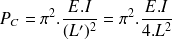 P_C = π².E.I/(L′)² = π².E.I/4.L²